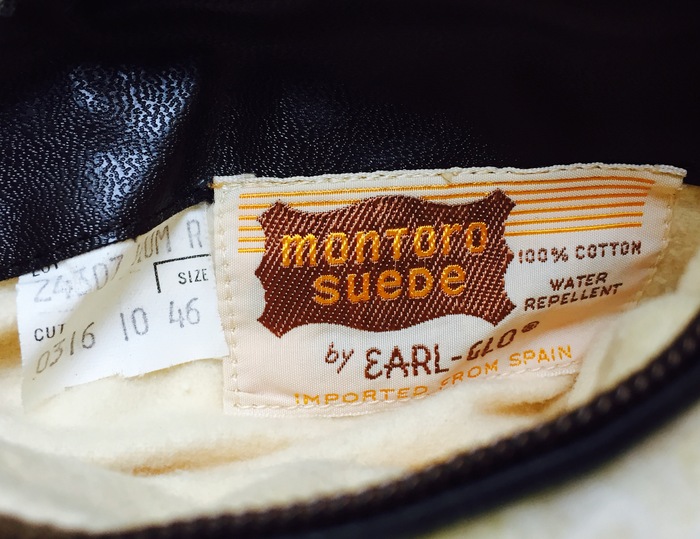 SIZE
CUT
0316 10 46
montoro
suede
100% COTTON
WATER
REPELLENT
by EARL-GLO®
IMPORTED FROM SPAIN